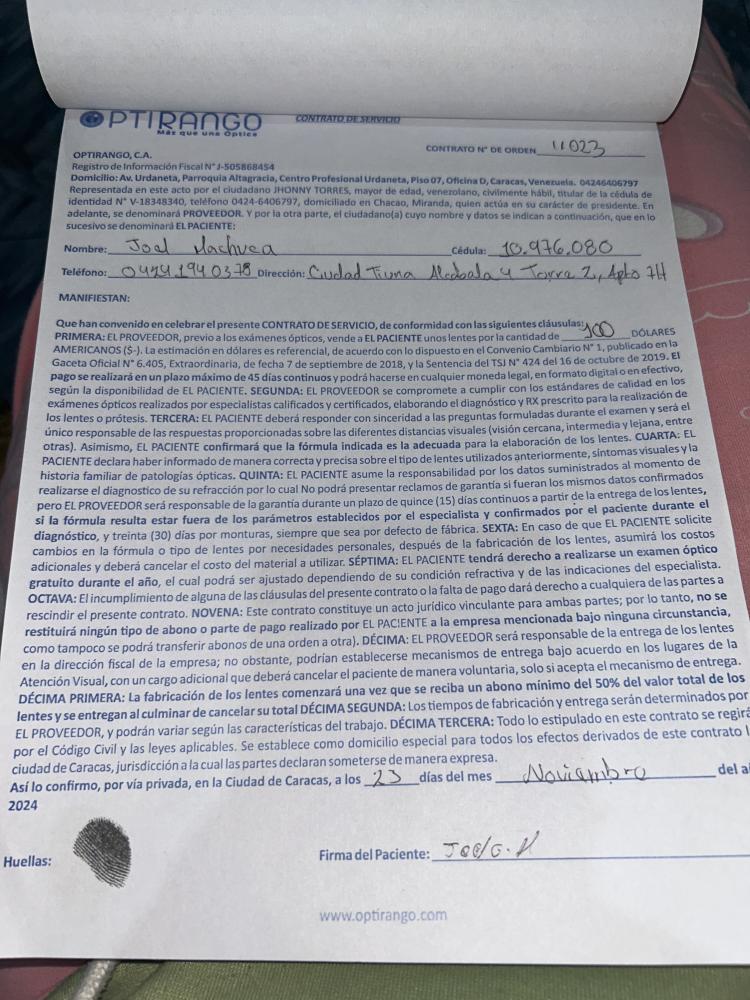 OPTIRANGO
Más que una Óptica
CONTRATO DE SERVICIO
CONTRATO N° DE ORDEN 11023
OPTIRANGO, C.A.
Registro de Información Fiscal N° J-505868454
Domicilio: Av. Urdaneta, Parroquia Altagracia, Centro Profesional Urdaneta, Piso 07, Oficina D, Caracas, Venezuela. 04246406797
Representada en este acto por el ciudadano JHONNY TORRES, mayor de edad, venezolano, civilmente hábil, titular de la cédula de
identidad N° V-18348340, teléfono 0424-6406797, domiciliado en Chacao, Miranda, quien actúa en su carácter de presidente. En
adelante, se denominará PROVEEDOR. Y por la otra parte, el ciudadano(a) cuyo nombre y datos se indican a continuación, que en lo
sucesivo se denominará EL PACIENTE:
Nombre: Joel Cédula: 10.976.080
Teléfono: 0424 194 0378 Dirección: Ciudad Tiuna Alcabala 4 Torre 2, Apto 7H
MANIFIESTAN:
Que han convenido en celebrar el presente CONTRATO DE SERVICIO, de conformidad con las siguientes cláusulas:
PRIMERA: EL PROVEEDOR, previo a los exámenes ópticos, vende a EL PACIENTE unos lentes por la cantidad de 100 DÓLARES
AMERICANOS ($-). La estimación en dólares es referencial, de acuerdo con lo dispuesto en el Convenio Cambiario N° 1, publicado en la
Gaceta Oficial N° 6.405, Extraordinaria, de fecha 7 de septiembre de 2018, y la Sentencia del TSJ N° 424 del 16 de octubre de 2019. El
pago se realizará en un plazo máximo de 45 días continuos y podrá hacerse en cualquier moneda legal, en formato digital o en efectivo,
según la disponibilidad de EL PACIENTE. SEGUNDA: EL PROVEEDOR se compromete a cumplir con los estándares de calidad en los
exámenes ópticos realizados por especialistas calificados y certificados, elaborando el diagnóstico y RX prescrito para la realización de
los lentes o prótesis. TERCERA: EL PACIENTE deberá responder con sinceridad a las preguntas formuladas durante el examen y será el
único responsable de las respuestas proporcionadas sobre las diferentes distancias visuales (visión cercana, intermedia y lejana, entre
otras). Asimismo, EL PACIENTE confirmará que la fórmula indicada es la adecuada para la elaboración de los lentes. CUARTA: EL
PACIENTE declara haber informado de manera correcta y precisa sobre el tipo de lentes utilizados anteriormente, síntomas visuales y la
historia familiar de patologías ópticas. QUINTA: EL PACIENTE asume la responsabilidad por los datos suministrados al momento de
realizarse el diagnostico de su refracción por lo cual No podrá presentar reclamos de garantía si fueran los mismos datos confirmados
pero EL PROVEEDOR será responsable de la garantía durante un plazo de quince (15) días continuos a partir de la entrega de los lentes,
si la fórmula resulta estar fuera de los parámetros establecidos por el especialista y confirmados por el paciente durante el
diagnóstico, y treinta (30) días por monturas, siempre que sea por defecto de fábrica. SEXTA: En caso de que EL PACIENTE solicite
cambios en la fórmula o tipo de lentes por necesidades personales, después de la fabricación de los lentes, asumirá los costos
adicionales y deberá cancelar el costo del material a utilizar. SÉPTIMA: EL PACIENTE tendrá derecho a realizarse un examen óptico
gratuito durante el año, el cual podrá ser ajustado dependiendo de su condición refractiva y de las indicaciones del especialista.
OCTAVA: El incumplimiento de alguna de las cláusulas del presente contrato o la falta de pago dará derecho a cualquiera de las partes a
rescindir el presente contrato. NOVENA: Este contrato constituye un acto jurídico vinculante para ambas partes; por lo tanto, no se
restituirá ningún tipo de abono o parte de pago realizado por EL PACIENTE a la empresa mencionada bajo ninguna circunstancia,
como tampoco se podrá transferir abonos de una orden a otra). DÉCIMA: EL PROVEEDOR será responsable de la entrega de los lentes
en la dirección fiscal de la empresa; no obstante, podrían establecerse mecanismos de entrega bajo acuerdo en los lugares de la
Atención Visual, con un cargo adicional que deberá cancelar el paciente de manera voluntaria, solo si acepta el mecanismo de entrega.
DÉCIMA PRIMERA: La fabricación de los lentes comenzará una vez que se reciba un abono mínimo del 50% del valor total de los
lentes y se entregan al culminar de cancelar su total DÉCIMA SEGUNDA: Los tiempos de fabricación y entrega serán determinados por
EL PROVEEDOR, y podrán variar según las características del trabajo. DÉCIMA TERCERA: Todo lo estipulado en este contrato se regirá
por el Código Civil y las leyes aplicables. Se establece como domicilio especial para todos los efectos derivados de este contrato l
ciudad de Caracas, jurisdicción a la cual las partes declaran someterse de manera expresa.
Así lo confirmo, por vía privada, en la Ciudad de Caracas, a los 23 días del mes Noviembre del a
2024
Huellas:
Firma del Paciente:
www.optirango.com